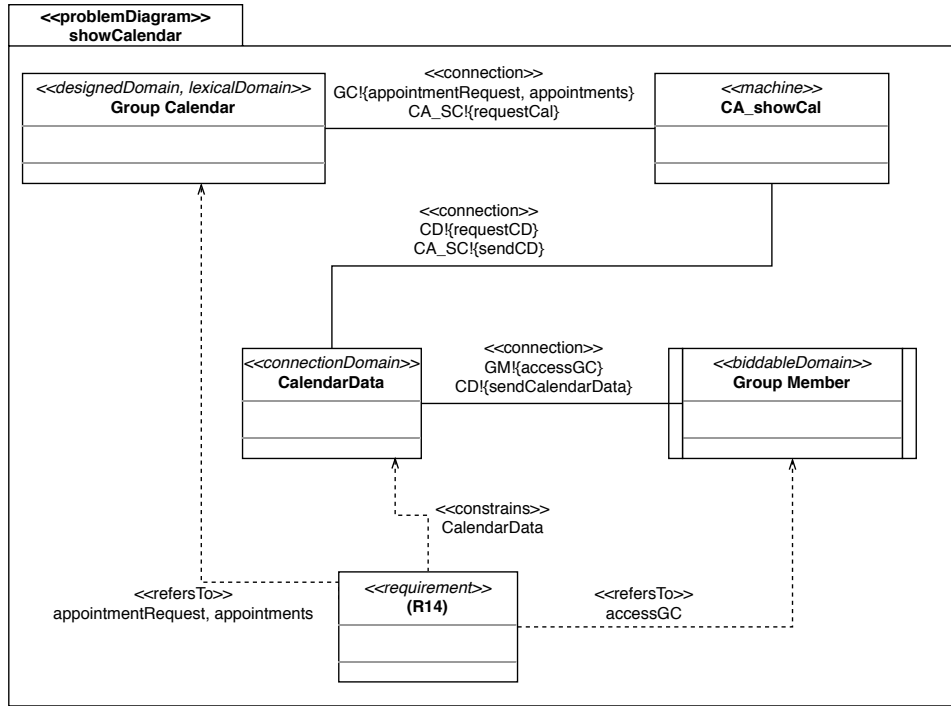 <<problemDiagram>>
showCalendar
<<designedDomain, lexicalDomain>>
Group Calendar
<<connection>>
GC!{appointmentRequest, appointments}
CA_SC!{requestCal}
<<machine>>
CA_showCal
<<connection>>
CD!{requestCD}
CA_SC!{sendCD}
<<connectionDomain>>
CalendarData
<<connection>>
GM!{accessGC}
CD!{sendCalendarData}
<<biddableDomain>>
Group Member
<<constrains>>
CalendarData
<<refersTo>>
appointmentRequest, appointments
<<requirement>>
(R14)
<<refersTo>>
accessGC